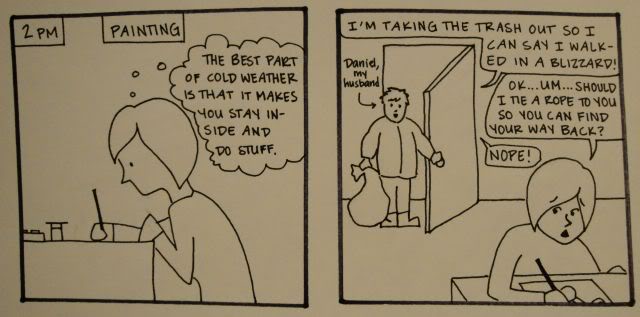 2 PM
PAINTING
THE BEST PART
OF COLD WEATHER
IS THAT IT MAKES
YOU STAY IN-
SIDE AND
DO STUFF.
I'M TAKING THE TRASH OUT SO I
CAN SAY I WALK-
ED IN A BLIZZARD!
Daniel,
my
husband
OK...UM...SHOULD
I TIE A ROPE TO YOU
SO YOU CAN FIND
YOUR WAY BACK?
NOPE!